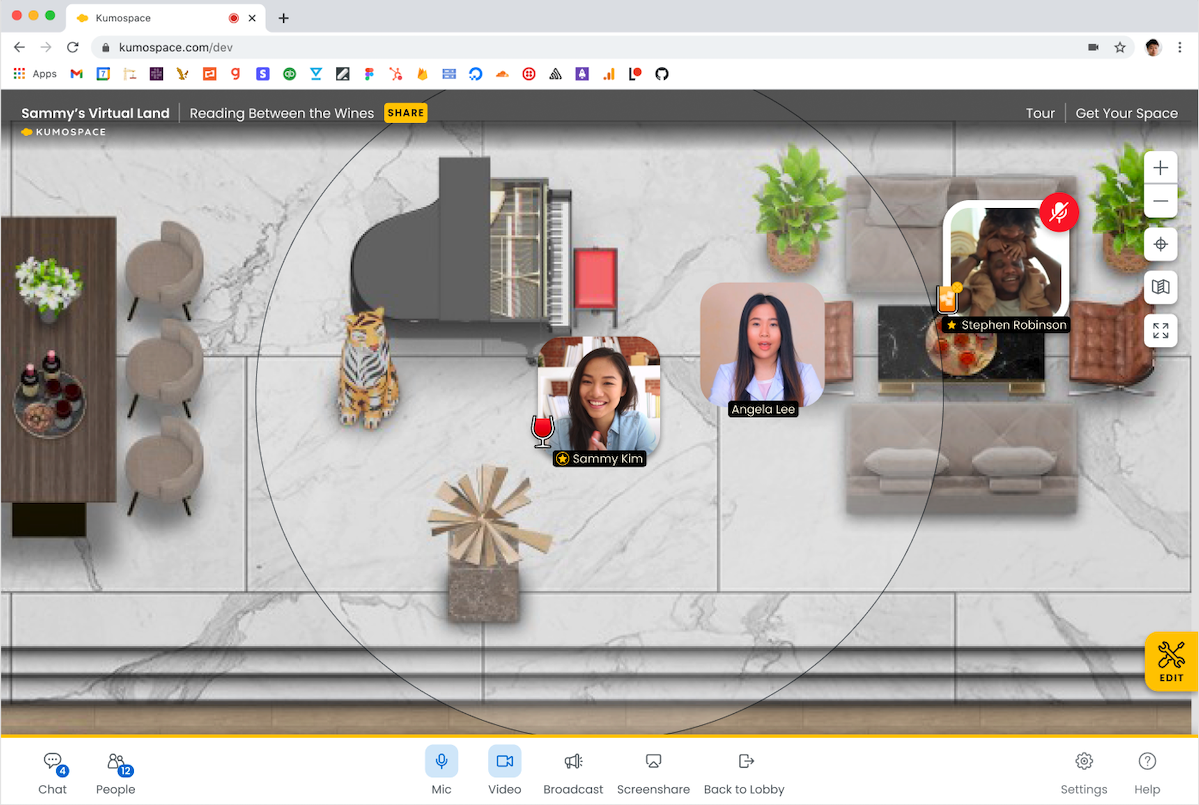 Kumospace
kumospace.com/dev
Apps
Sammy’s Virtual Land
Reading Between the Wines
SHARE
Tour
Get Your Space
KUMOSPACE
Stephen Robinson
Angela Lee
Sammy Kim
EDIT
4
12
Chat
People
Mic
Video
Broadcast
Screenshare
Back to Lobby
Settings
Help